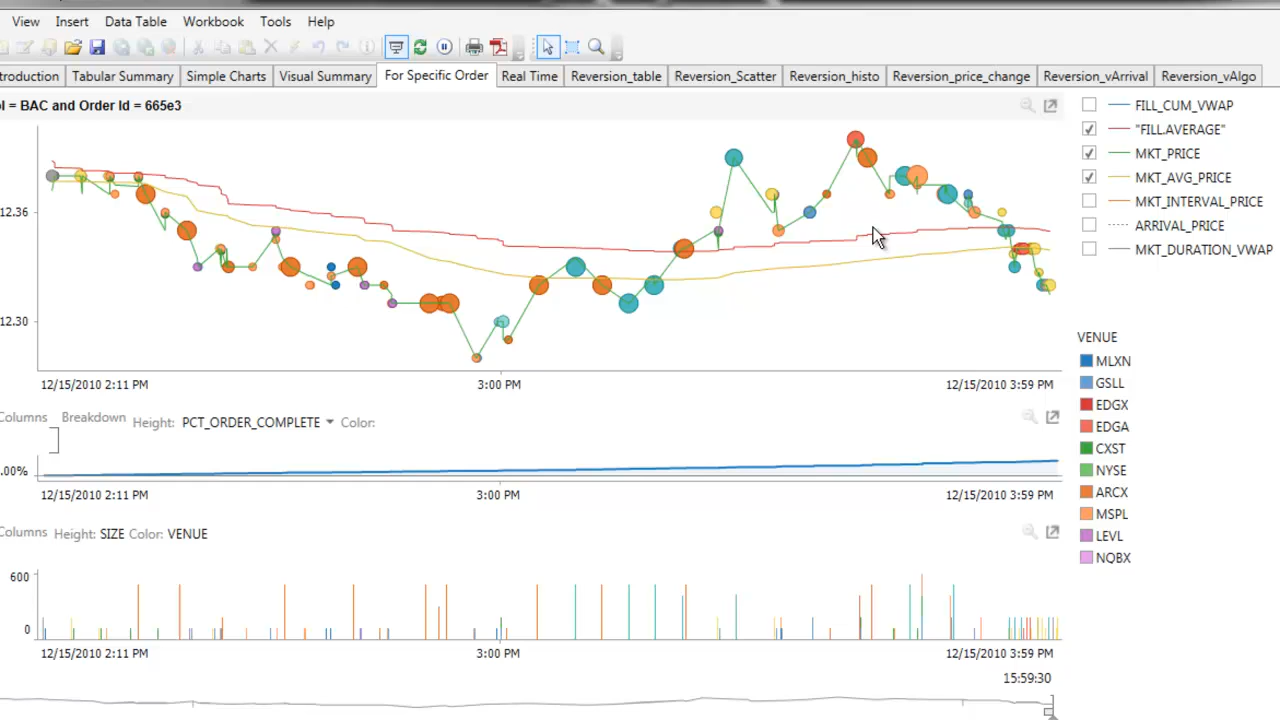 View Insert Data Table Workbook Tools Help
troduction Tabular Summary Simple Charts Visual Summary For Specific Order Real Time Reversion_table Reversion_Scatter Reversion_histo Reversion_price_change Reversion_vArrival Reversion_vAlgo
ol = BAC and Order Id = 665e3
12.36
12.30
12/15/2010 2:11 PM 3:00 PM 12/15/2010 3:59 PM
FILL_CUM_VWAP
"FILL.AVERAGE"
MKT_PRICE
MKT_AVG_PRICE
MKT_INTERVAL_PRICE
ARRIVAL_PRICE
MKT_DURATION_VWAP
VENUE
MLXN
GSLL
EDGX
EDGA
CXST
NYSE
ARCX
MSPL
LEVL
NQBX
Columns Breakdown Height: PCT_ORDER_COMPLETE Color:
.00%
12/15/2010 2:11 PM 3:00 PM 12/15/2010 3:59 PM
Columns Height: SIZE Color: VENUE
600
0
12/15/2010 2:11 PM 3:00 PM 12/15/2010 3:59 PM
15:59:30